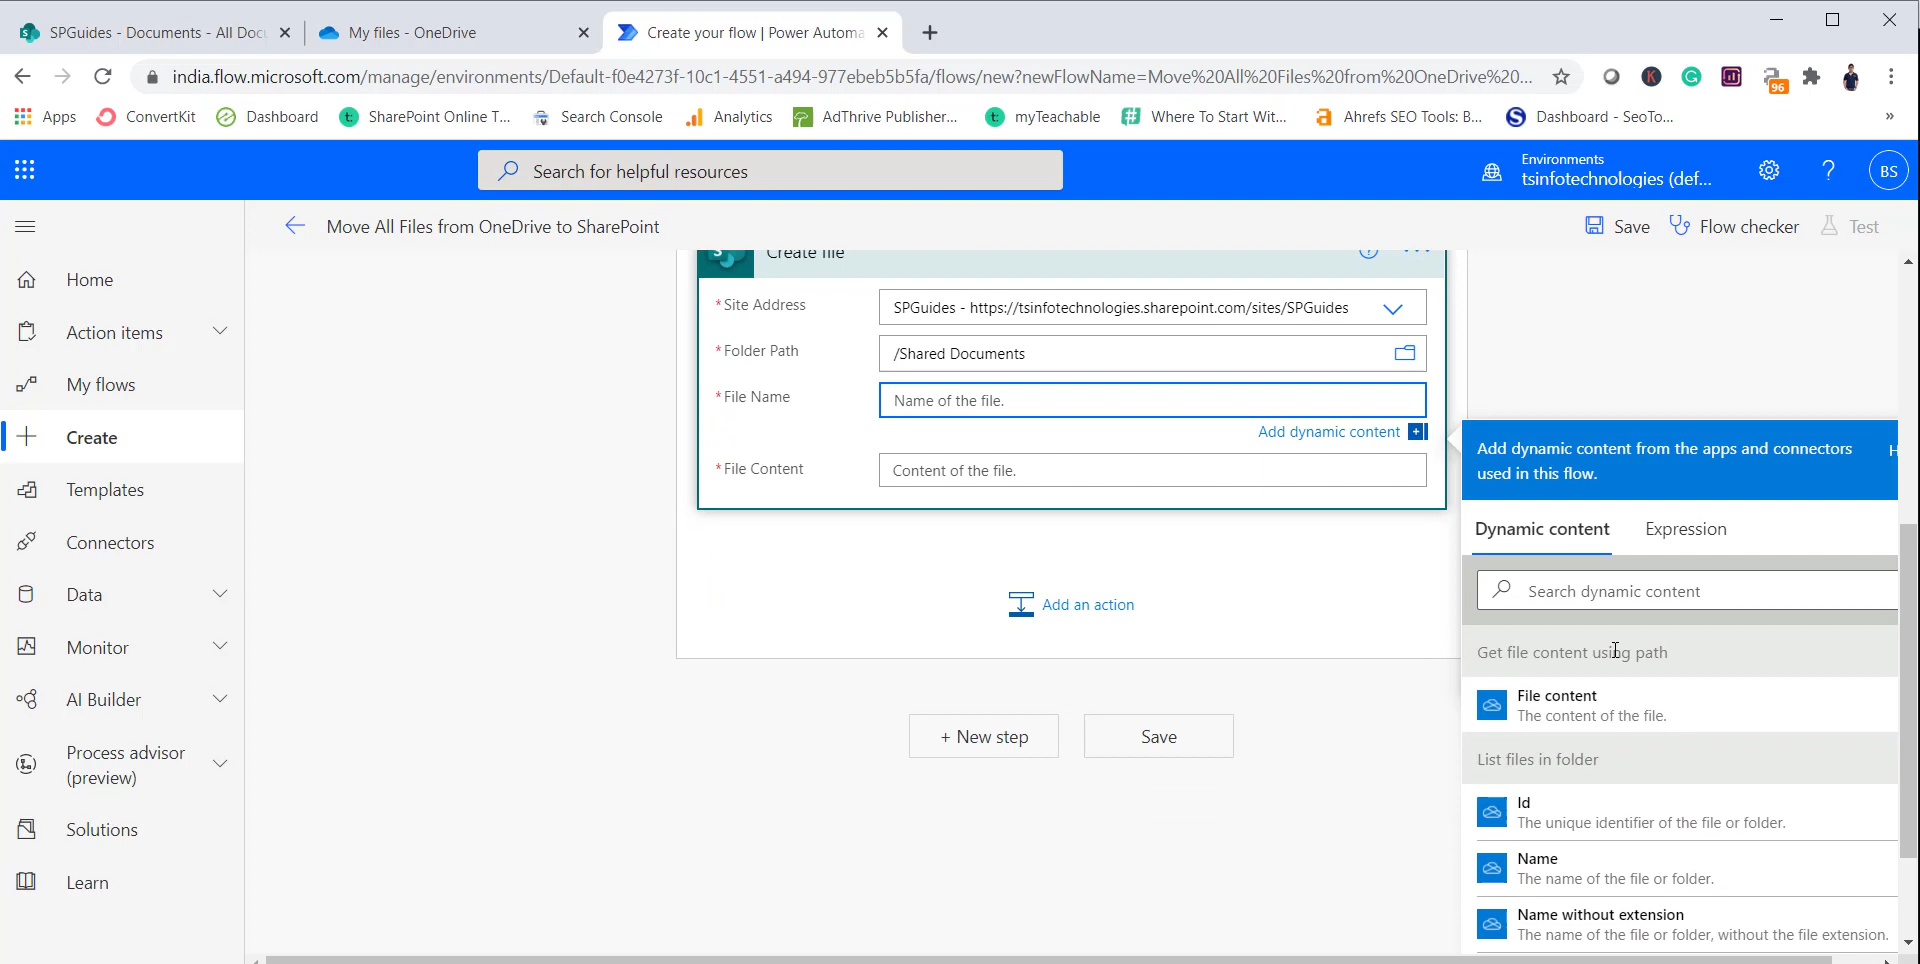 SPGuides - Documents - All Docu
My files - OneDrive
Create your flow | Power Automa
india.flow.microsoft.com/manage/environments/Default-f0e4273f-10c1-4551-a494-977ebeb5b5fa/flows/new?newFlowName=Move%20All%20Files%20from%20OneDrive%20...
96
Apps
ConvertKit
Dashboard
SharePoint Online T...
Search Console
Analytics
AdThrive Publisher...
myTeachable
Where To Start Wit...
Ahrefs SEO Tools: B...
Dashboard - SeoTo...
»
Search for helpful resources
Environments
tsinfotechnologies (def...
?
BS
Move All Files from OneDrive to SharePoint
Save
Flow checker
Test
Home
Action items
My flows
Create
Templates
Connectors
Data
Monitor
AI Builder
Process advisor
(preview)
Solutions
Learn
Create file
*Site Address
SPGuides - https://tsinfotechnologies.sharepoint.com/sites/SPGuides
*Folder Path
/Shared Documents
*File Name
Name of the file.
Add dynamic content
*File Content
Content of the file.
Add an action
+ New step
Save
Add dynamic content from the apps and connectors
used in this flow.
H
Dynamic content
Expression
Search dynamic content
Get file content using path
File content
The content of the file.
List files in folder
Id
The unique identifier of the file or folder.
Name
The name of the file or folder.
Name without extension
The name of the file or folder, without the file extension.